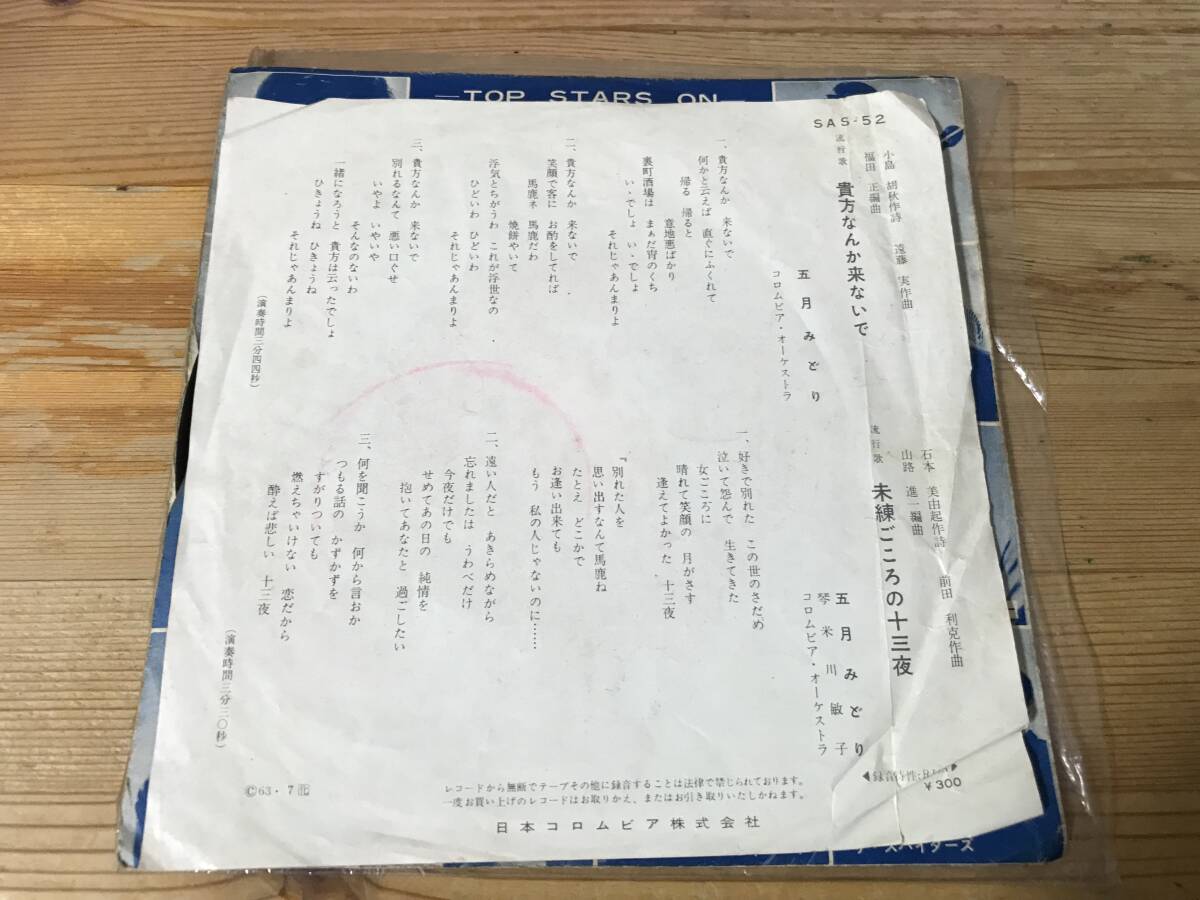 —TOP STARS ON—
SAS-52
流行歌
貴方なんか来ないで
小島 胡秋作詩
遠藤 実作曲
福田 正編曲
五月みどり
コロムビア・オーケストラ
一、貴方なんか 来ないで
何かと云えば 直ぐにふくれて
帰る 帰ると
意地悪ばかり
裏町酒場は まぁだ宵のくち
い・でしょ い・でしょ
それじゃあんまりよ
二、貴方なんか 来ないで
笑顔で客に お酌をしてれば
馬鹿ネ 馬鹿だわ
焼餅やいて
浮気とちがうわ これが浮世なの
ひどいわ ひどいわ
それじゃあんまりよ
三、貴方なんか 来ないで
別れるなんて 悪い口ぐせ
いやよ いやいや
そんなのないわ
一緒になろうと 貴方は云ったでしょ
ひきょうね ひきょうね
それじゃあんまりよ
(演奏時間三分四四秒)
流行歌
未練ごころの十三夜
石本 美由起作詩
前田 利克作曲
山路 進一編曲
五月みどり
琴 米川敏子
コロムビア・オーケストラ
一、好きで別れた この世のさだめ
泣いて怨んで 生きてきた
女ごころに
晴れて笑顔の 月がさす
逢えてよかった 十三夜
『別れた人を
思い出すなんて馬鹿ね
たとえ どこかで
お逢い出来ても
もう 私の人じゃないのに……
二、遠い人だと あきらめながら
忘れましたは うわべだけ
今夜だけでも
せめてあの日の 純情を
抱いてあなたと 過ごしたい
三、何を聞こうか 何から言おか
つもる話の かずかずを
すがりついても
燃えちゃいけない 恋だから
酔えば悲しい 十三夜
(演奏時間三分二〇秒)
◀録音特性:RIAA▶
¥300
レコードから無断でテープその他に録音することは法律で禁じられております。
一度お買い上げのレコードはお取りかえ、またはお引き取りいたしかねます。
Ⓒ63・7
日本コロムビア株式会社
スパイダーズ